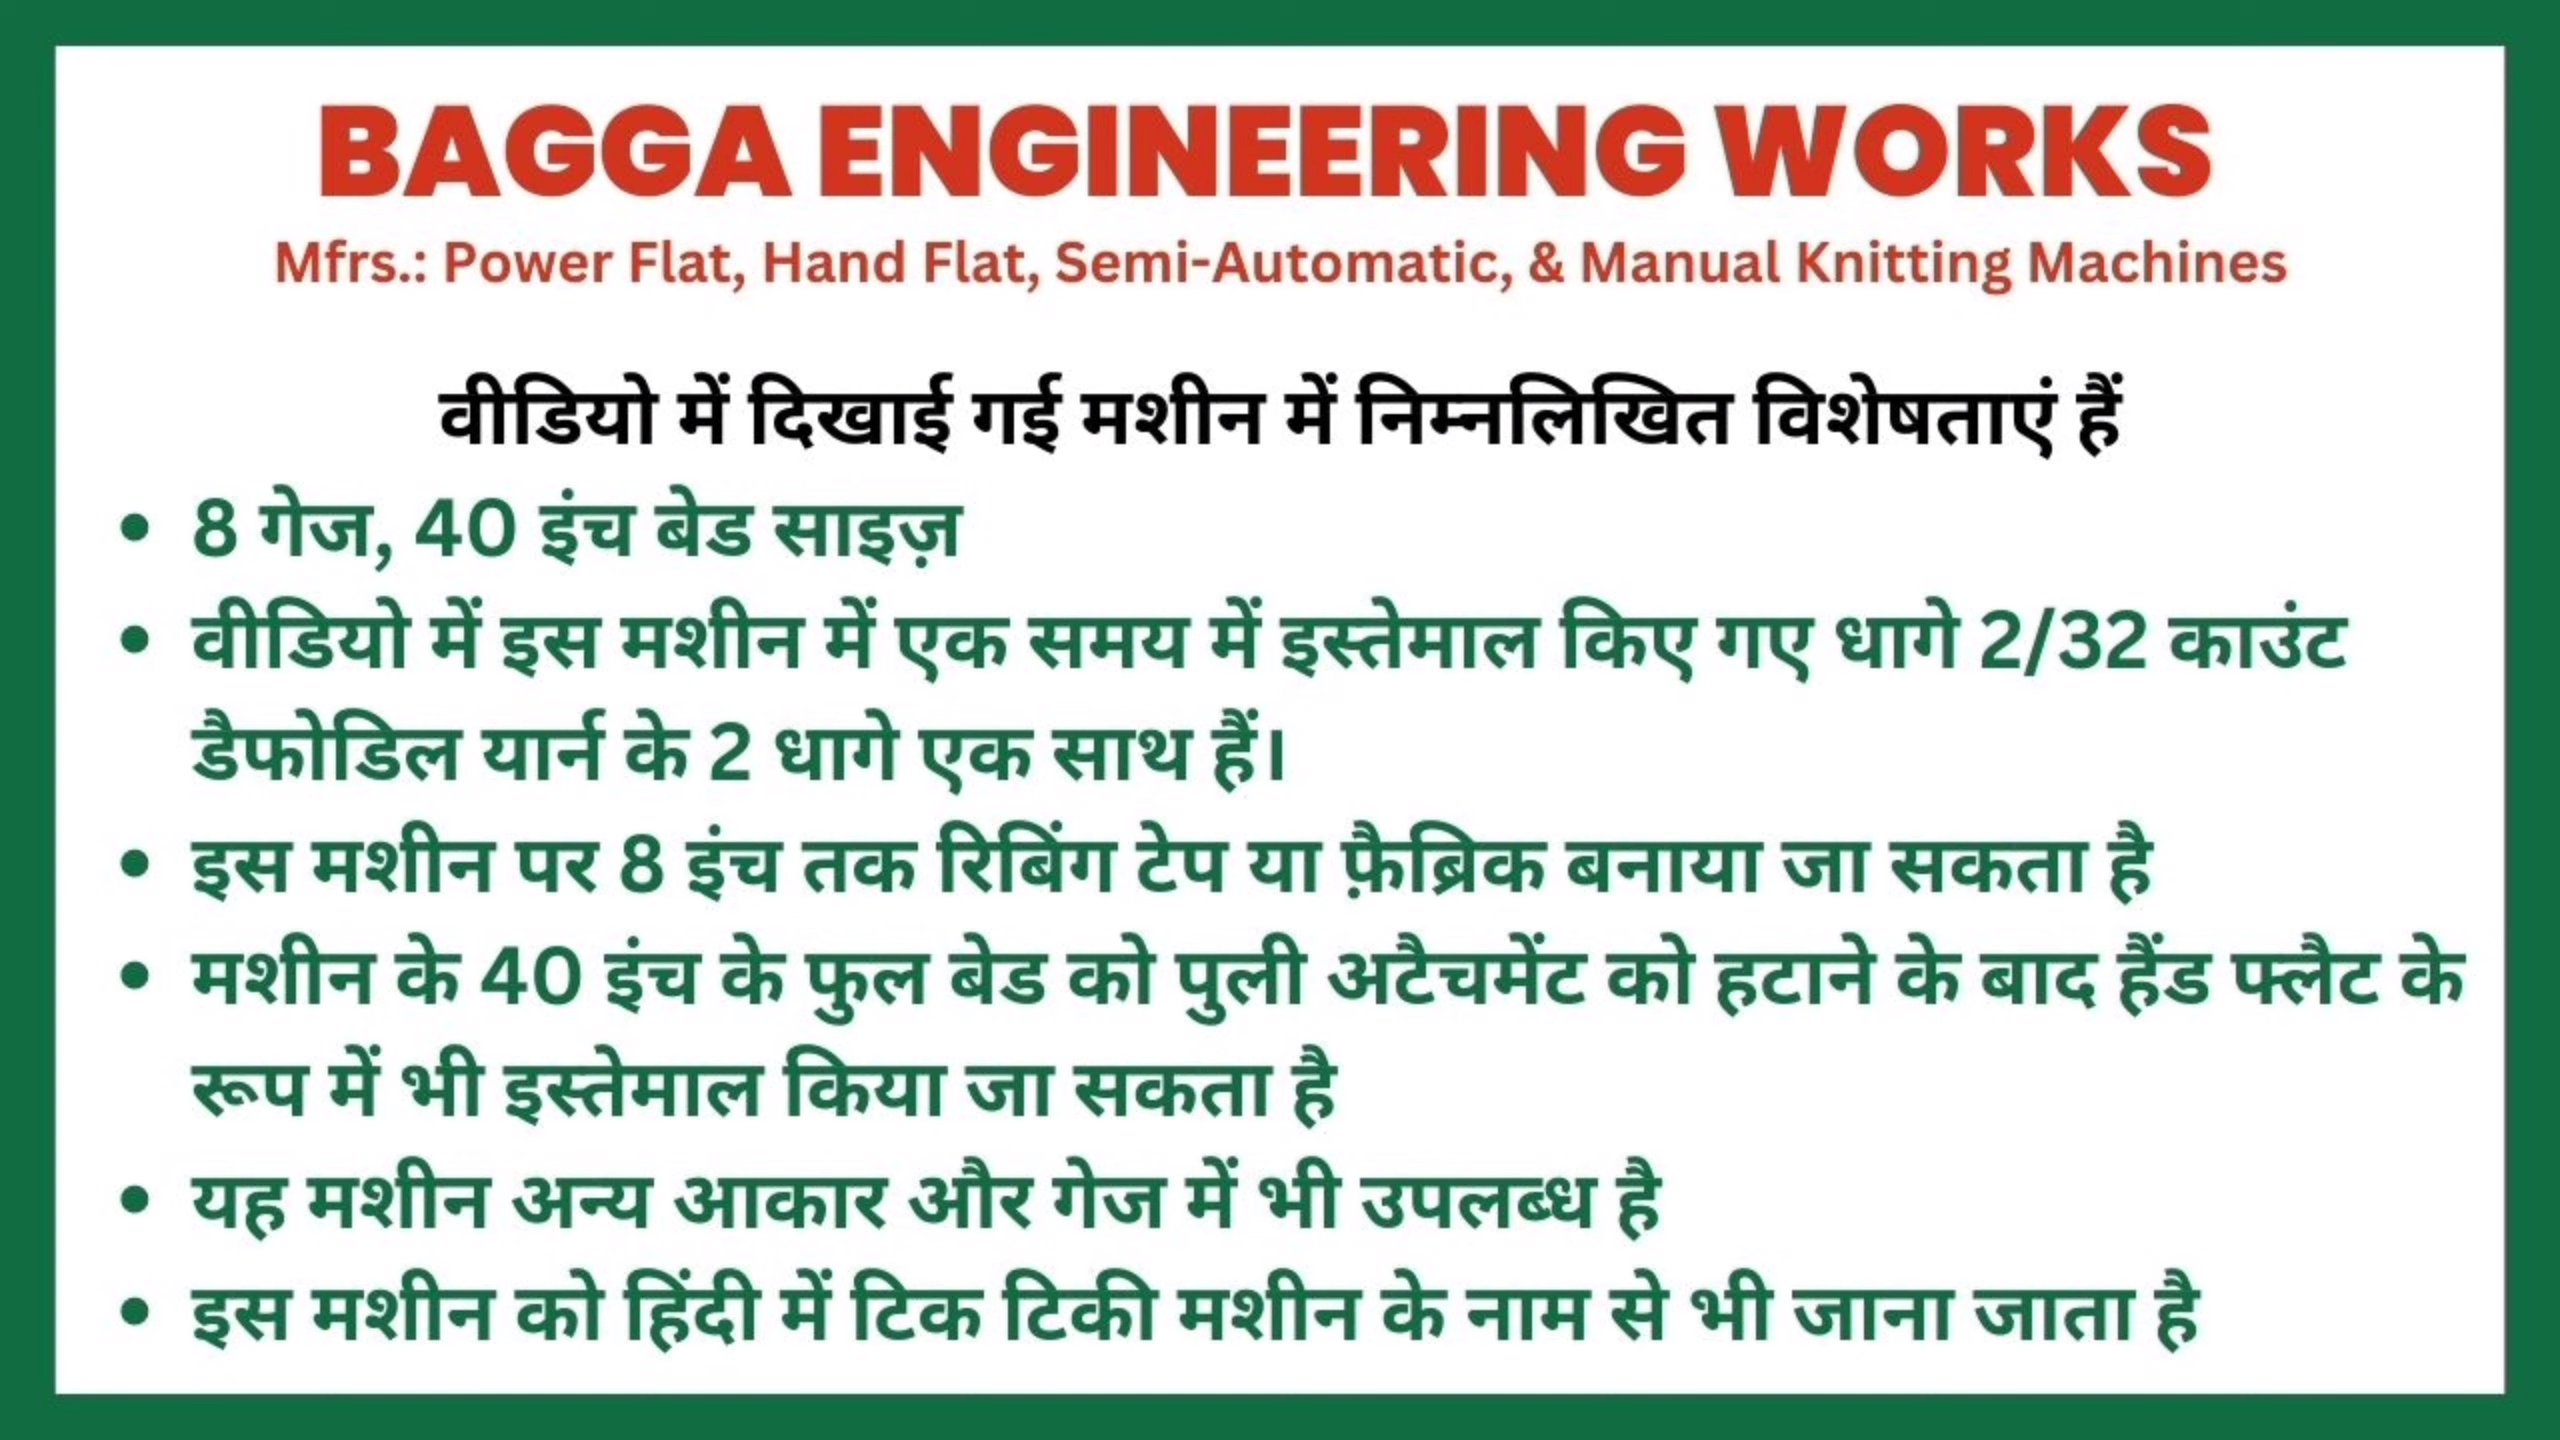 BAGGA ENGINEERING WORKS
Mfrs.: Power Flat, Hand Flat, Semi-Automatic, & Manual Knitting Machines
वीडियो में दिखाई गई मशीन में निम्नलिखित विशेषताएं हैं
• 8 गेज, 40 इंच बेड साइज़
• वीडियो में इस मशीन में एक समय में इस्तेमाल किए गए धागे 2/32 काउंट
डैफोडिल यार्न के 2 धागे एक साथ हैं।
• इस मशीन पर 8 इंच तक रिबिंग टेप या फ़ैब्रिक बनाया जा सकता है
• मशीन के 40 इंच के फुल बेड को पुली अटैचमेंट को हटाने के बाद हैंड फ्लैट के
रूप में भी इस्तेमाल किया जा सकता है
• यह मशीन अन्य आकार और गेज में भी उपलब्ध है
• इस मशीन को हिंदी में टिक टिकी मशीन के नाम से भी जाना जाता है